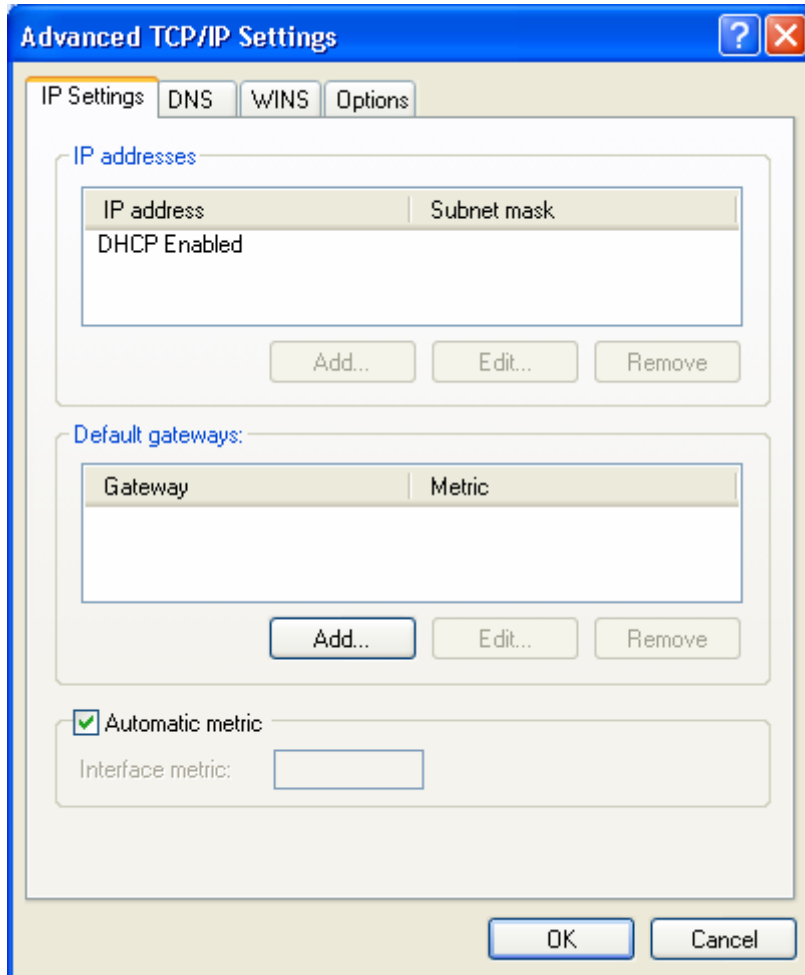 Advanced TCP/IP Settings
IP Settings DNS WINS Options
IP addresses
IP address Subnet mask
DHCP Enabled
Add... Edit... Remove
Default gateways:
Gateway Metric
Add... Edit... Remove
Automatic metric
Interface metric:
OK Cancel